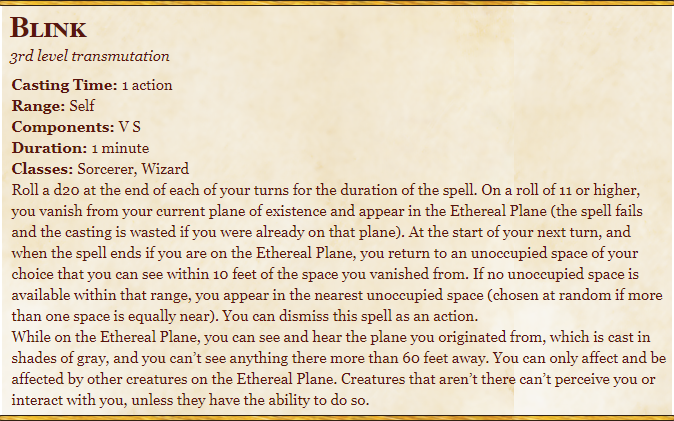 Blink
3rd level transmutation
Casting Time: 1 action
Range: Self
Components: V S
Duration: 1 minute
Classes: Sorcerer, Wizard
Roll a d20 at the end of each of your turns for the duration of the spell. On a roll of 11 or higher,
you vanish from your current plane of existence and appear in the Ethereal Plane (the spell fails
and the casting is wasted if you were already on that plane). At the start of your next turn, and
when the spell ends if you are on the Ethereal Plane, you return to an unoccupied space of your
choice that you can see within 10 feet of the space you vanished from. If no unoccupied space is
available within that range, you appear in the nearest unoccupied space (chosen at random if more
than one space is equally near). You can dismiss this spell as an action.
While on the Ethereal Plane, you can see and hear the plane you originated from, which is cast in
shades of gray, and you can’t see anything there more than 60 feet away. You can only affect and be
affected by other creatures on the Ethereal Plane. Creatures that aren’t there can’t perceive you or
interact with you, unless they have the ability to do so.